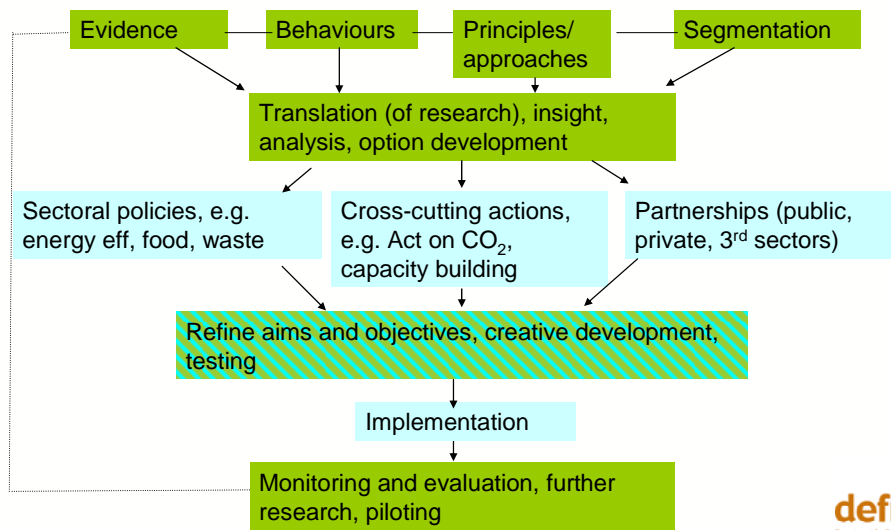 Evidence
Behaviours
Principles/
approaches
Segmentation
Translation (of research), insight,
analysis, option development
Sectoral policies, e.g.
energy eff, food, waste
Cross-cutting actions,
e.g. Act on CO₂,
capacity building
Partnerships (public,
private, 3ʳᵈ sectors)
Refine aims and objectives, creative development,
testing
Implementation
Monitoring and evaluation, further
research, piloting
def